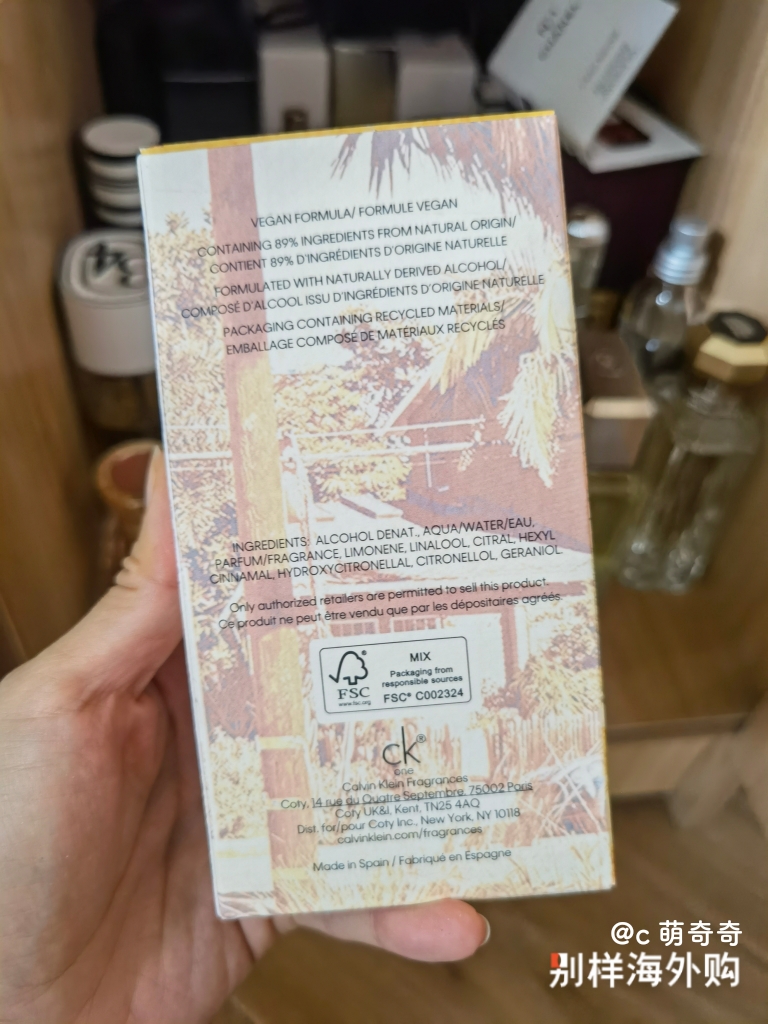 VEGAN FORMULA/ FORMULE VEGAN
CONTAINING 89% INGREDIENTS FROM NATURAL ORIGIN/
CONTIENT 89% D'INGRÉDIENTS D'ORIGINE NATURELLE
FORMULATED WITH NATURALLY DERIVED ALCOHOL/
COMPOSÉ D'ALCOOL ISSU D'INGRÉDIENTS D'ORIGINE NATURELLE
PACKAGING CONTAINING RECYCLED MATERIALS/
EMBALLAGE COMPOSÉ DE MATÉRIAUX RECYCLÉS
INGREDIENTS: ALCOHOL DENAT., AQUA/WATER/EAU,
PARFUM/FRAGRANCE, LIMONENE, LINALOOL, CITRAL, HEXYL
CINNAMAL, HYDROXYCITRONELLAL, CITRONELLOL, GERANIOL
Only authorized retailers are permitted to sell this product.
Ce produit ne peut être vendu que par les dépositaires agréés.
FSC
www.fsc.org
MIX
Packaging from
responsible sources
FSC® C002324
ck®
one
Calvin Klein Fragrances
Coty, 14 rue du Quatre Septembre, 75002 Paris
Coty UK&I, Kent, TN25 4AQ
Dist. for/pour Coty Inc., New York, NY 10118
calvinklein.com/fragrances
Made in Spain / Fabriqué en Espagne
@c 萌奇奇
别样海外购
34